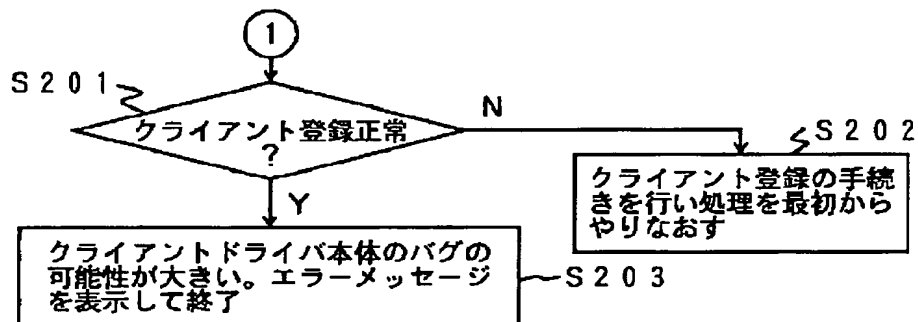 1
S201
クライアント登録正常
?
N
S202
クライアント登録の手続
きを行い処理を最初から
やりなおす
Y
クライアントドライバ本体のバグの
可能性が大きい。エラーメッセージ
を表示して終了
S203